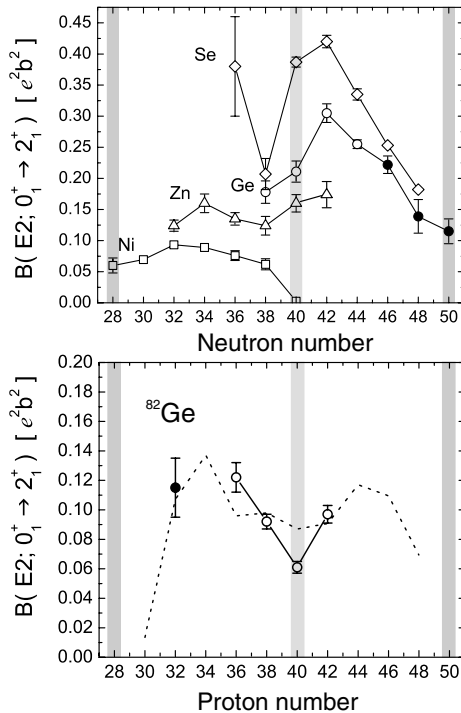 B( E2; 0₁⁺ → 2₁⁺ ) [ e²b² ]
0.45
0.40
0.35
0.30
0.25
0.20
0.15
0.10
0.05
0.00
Se
Zn
Ge
Ni
28 30 32 34 36 38 40 42 44 46 48 50
Neutron number
B( E2; 0₁⁺ → 2₁⁺ ) [ e²b² ]
0.20
0.18
0.16
0.14
0.12
0.10
0.08
0.06
0.04
0.02
0.00
⁸²Ge
28 30 32 34 36 38 40 42 44 46 48 50
Proton number